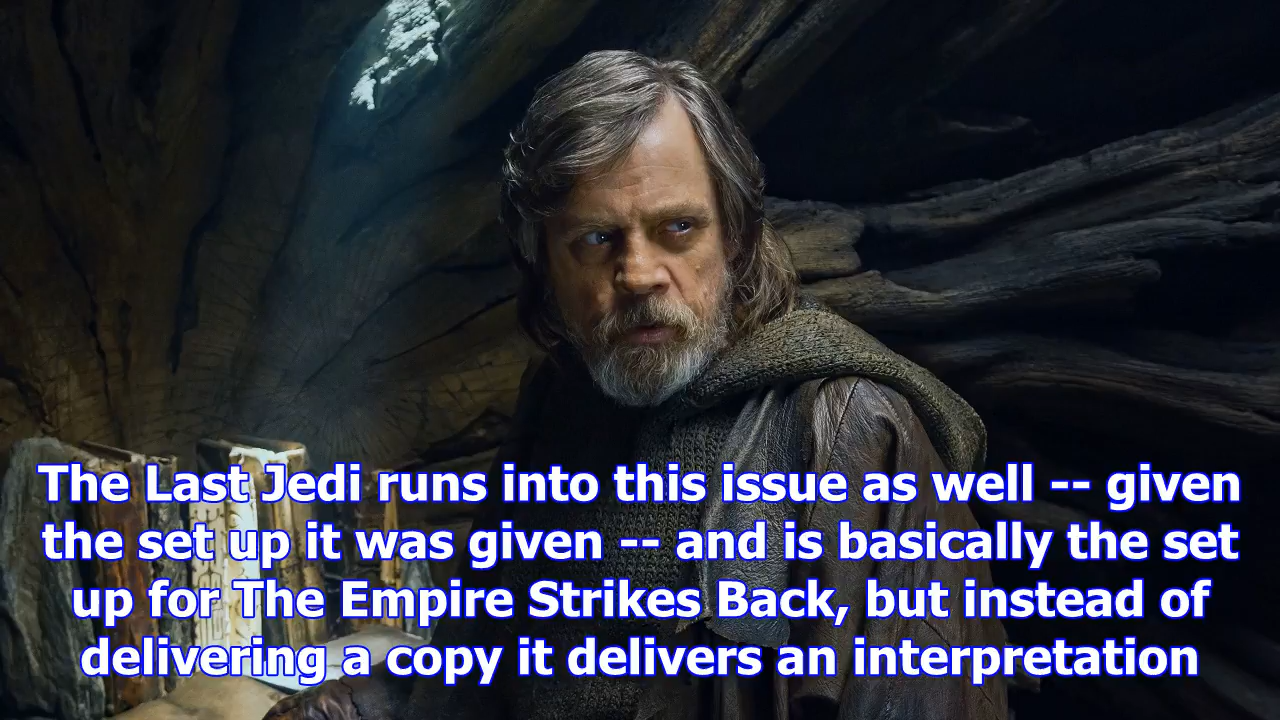 The Last Jedi runs into this issue as well -- given
the set up it was given -- and is basically the set
up for The Empire Strikes Back, but instead of
delivering a copy it delivers an interpretation